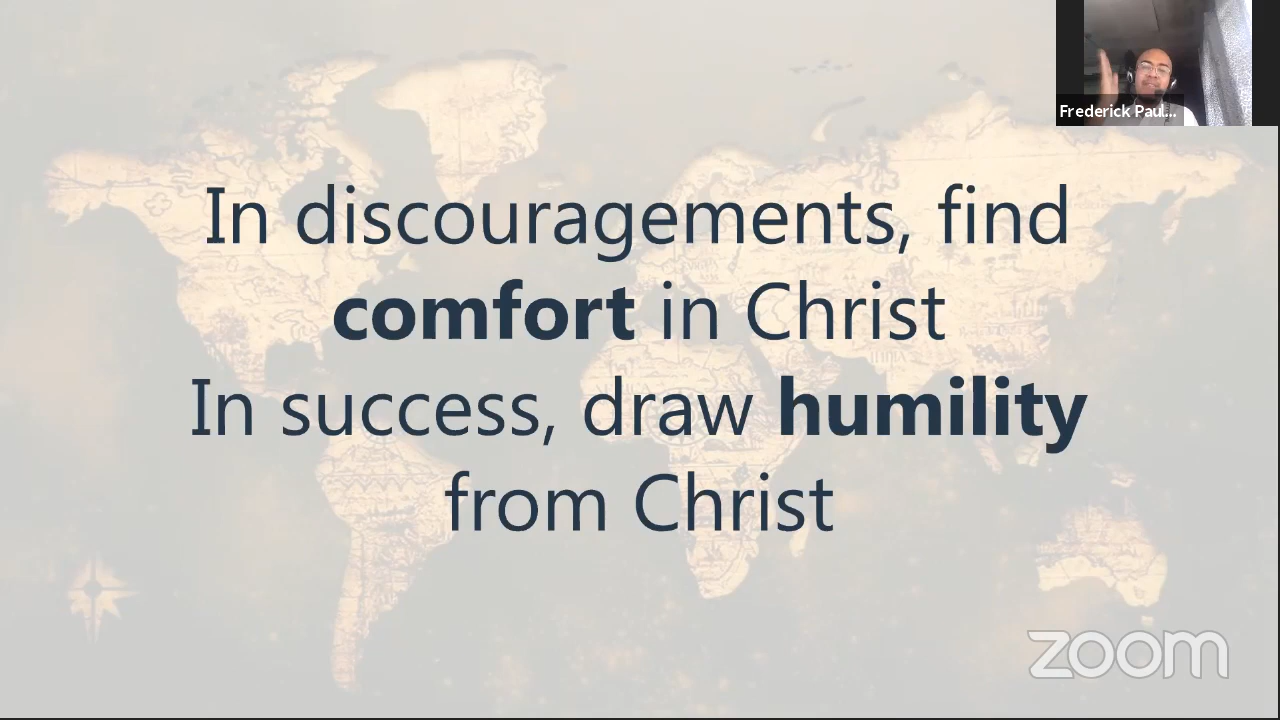 Frederick Paul...
In discouragements, find
comfort in Christ
In success, draw humility
from Christ
zoom